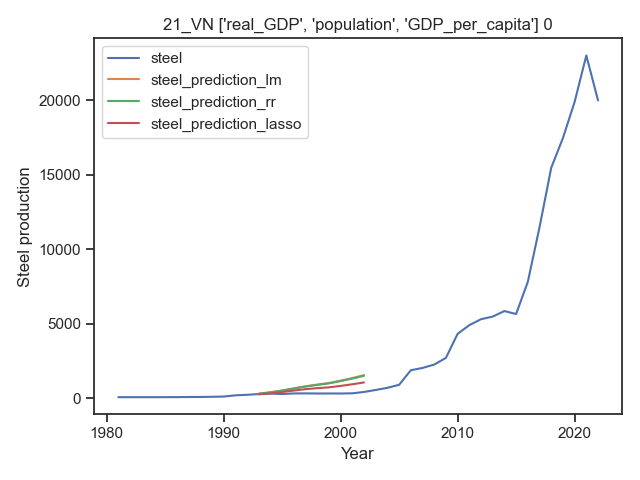 21_VN ['real_GDP', 'population', 'GDP_per_capita'] 0
steel
steel_prediction_lm
steel_prediction_rr
steel_prediction_lasso
Steel production
20000
15000
10000
5000
0
1980 1990 2000 2010 2020
Year